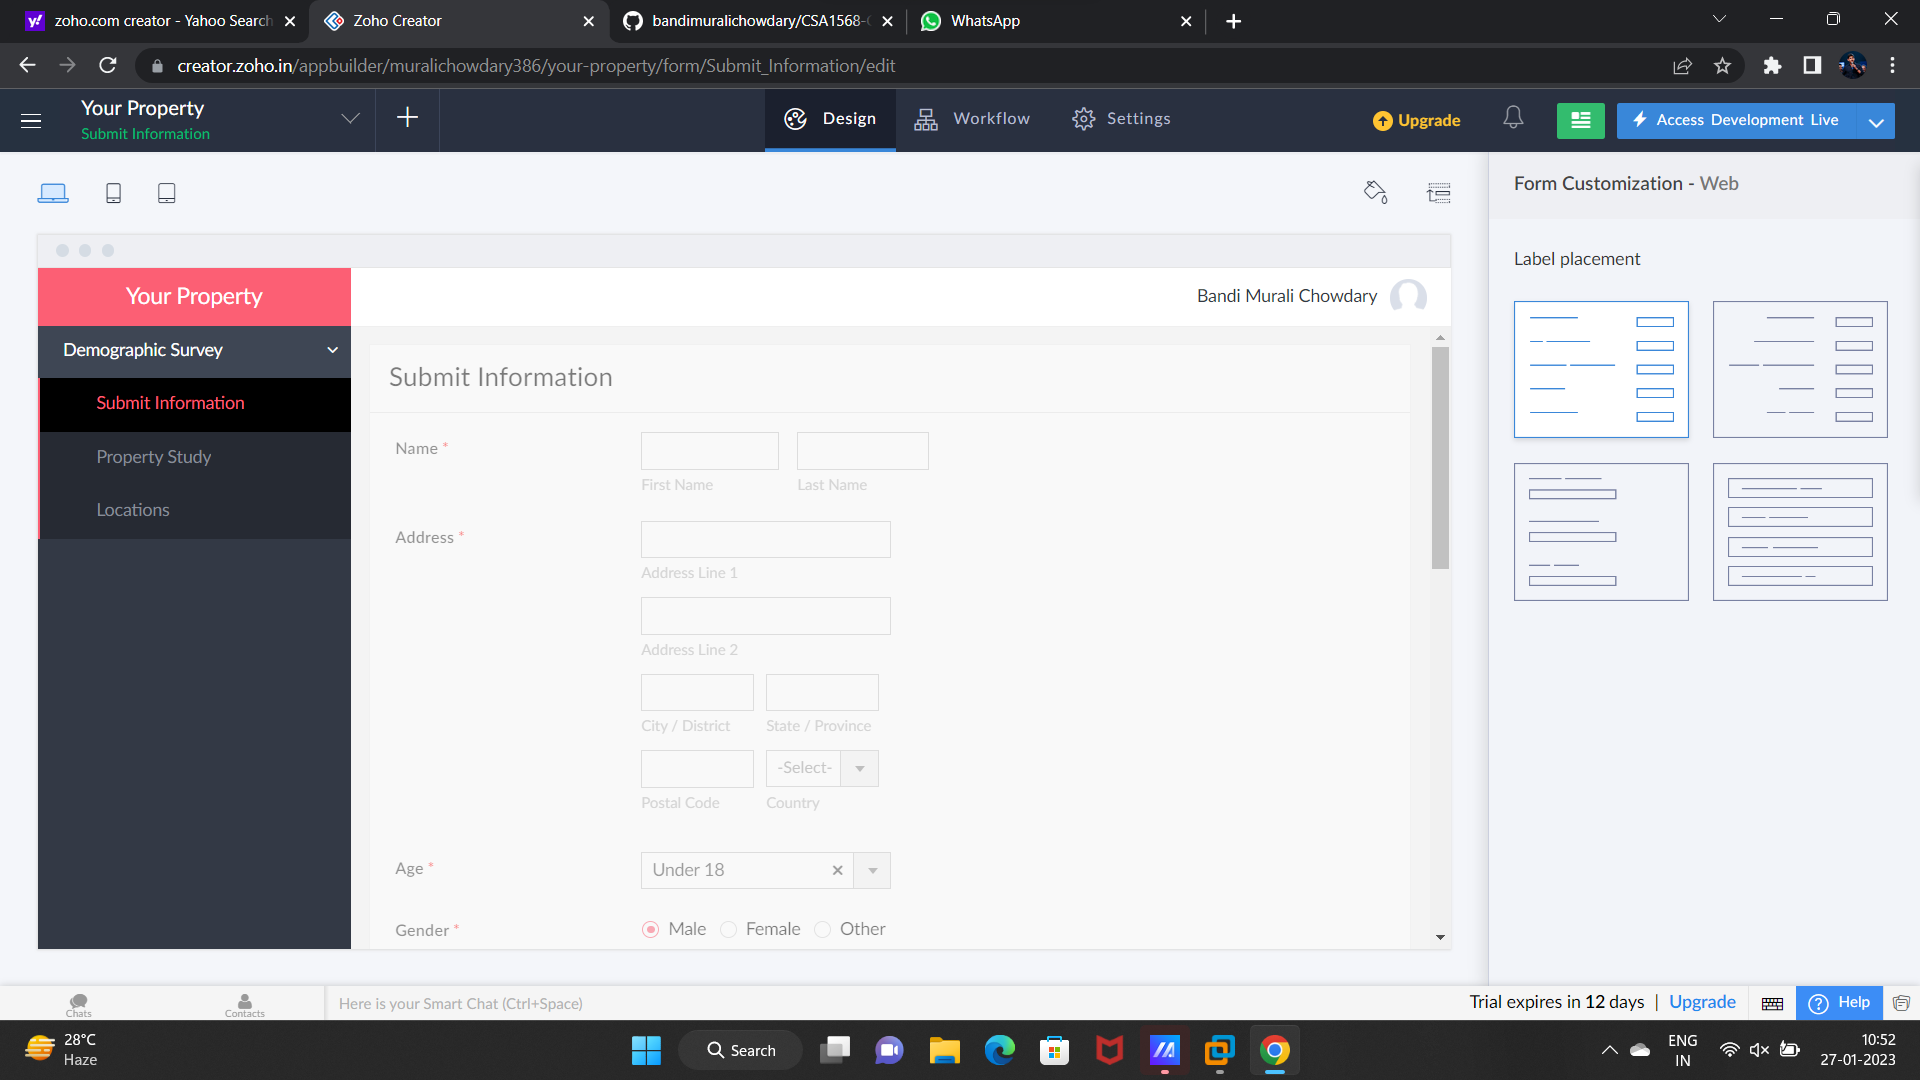 zoho.com creator - Yahoo Search
Zoho Creator
bandimuralichowdary/CSA1568-
WhatsApp
creator.zoho.in/appbuilder/muralichowdary386/your-property/form/Submit_Information/edit
Your Property
Submit Information
Design
Workflow
Settings
Upgrade
Access Development Live
Form Customization - Web
Label placement
Your Property
Bandi Murali Chowdary
Demographic Survey
Submit Information
Property Study
Locations
Submit Information
Name *
First Name
Last Name
Address *
Address Line 1
Address Line 2
City / District
State / Province
-Select-
Postal Code
Country
Age *
Under 18
Gender *
Male
Female
Other
Chats
Contacts
Here is your Smart Chat (Ctrl+Space)
Trial expires in 12 days | Upgrade
Help
28°C
Haze
Search
ENG
IN
10:52
27-01-2023